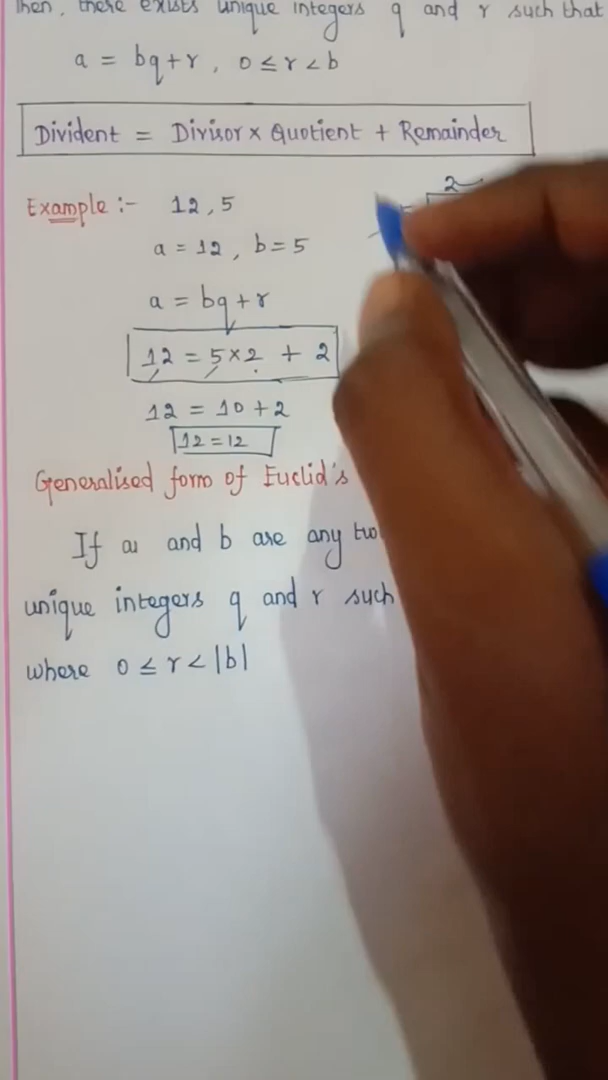 Then, there exists unique integers q and r such that
a = bq + r , 0 ≤ r < b
Divident = Divisor × Quotient + Remainder
2
Example :- 12, 5
a = 12 , b = 5
a = bq + r
12 = 5 × 2 + 2
12 = 10 + 2
12 = 12
Generalised form of Euclid's
If a and b are any two
unique integers q and r such
where 0 ≤ r < |b|